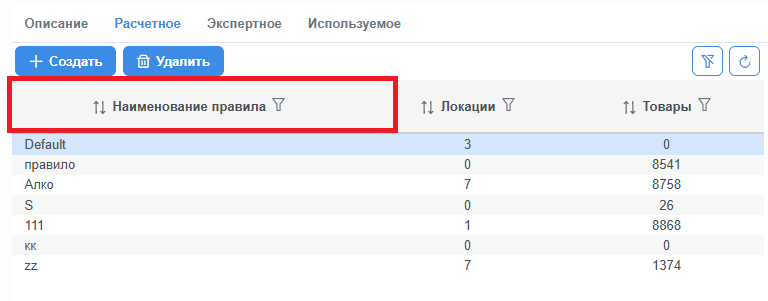 Описание Расчетное Экспертное Используемое
Создать Удалить
Наименование правила Локации Товары
Default 3 0
правило 0 8541
Алко 7 8758
S 0 26
111 1 8868
кк 0 0
zz 7 1374